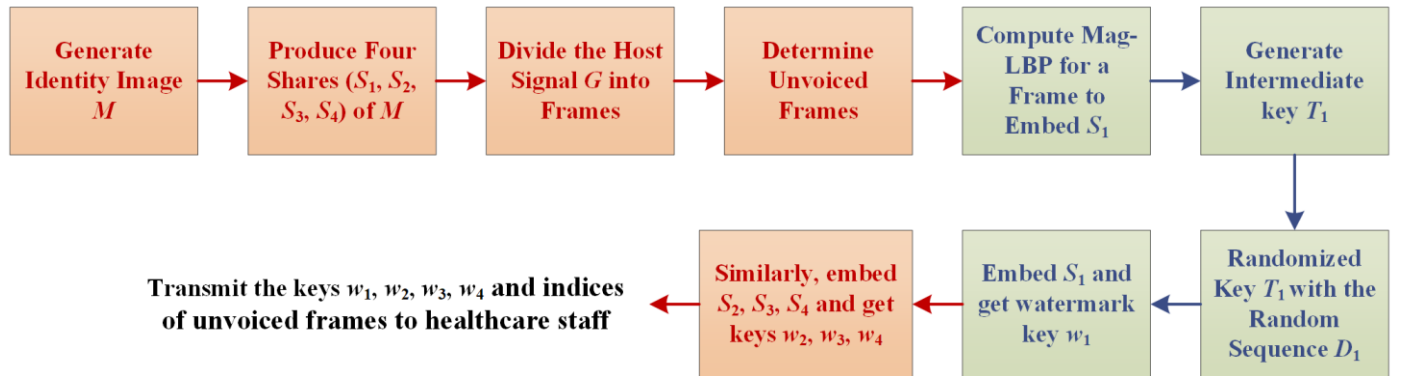 Generate
Identity Image
M
Produce Four
Shares (S₁, S₂,
S₃, S₄) of M
Divide the Host
Signal G into
Frames
Determine
Unvoiced
Frames
Compute Mag-
LBP for a
Frame to
Embed S₁
Generate
Intermediate
key T₁
Randomized
Key T₁ with the
Random
Sequence D₁
Embed S₁ and
get watermark
key w₁
Similarly, embed
S₂, S₃, S₄ and get
keys w₂, w₃, w₄
Transmit the keys w₁, w₂, w₃, w₄ and indices
of unvoiced frames to healthcare staff